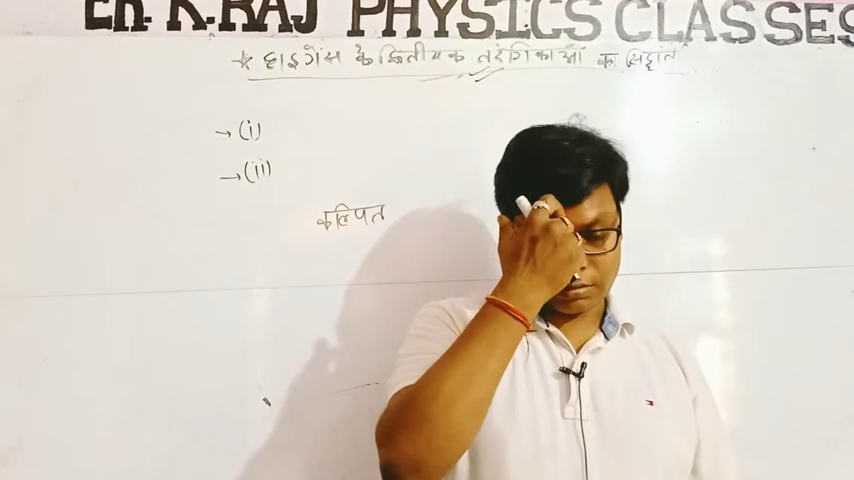 ER. K.RAJ PHYSICS CLASSES
* हाइगेंस के द्वितीयक तरंगिकाओं का सिद्धांत
→ (i)
→ (ii)
कल्पित